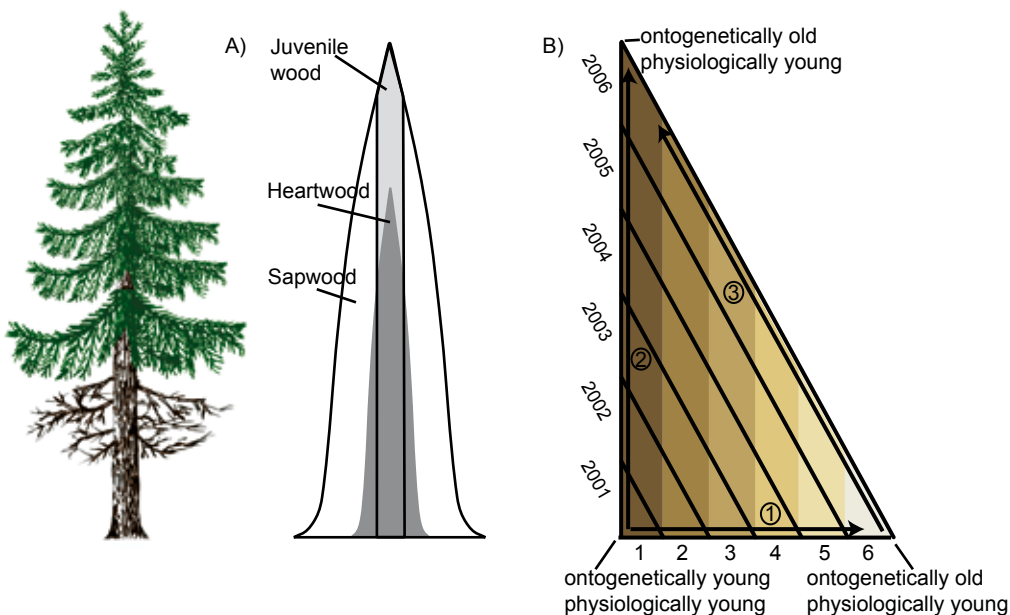 A)
Juvenile
wood
Heartwood
Sapwood
B)
ontogenetically old
physiologically young
2006
2005
2004
2003
2002
2001
③
②
①
1 2 3 4 5 6
ontogenetically young
physiologically young
ontogenetically old
physiologically young